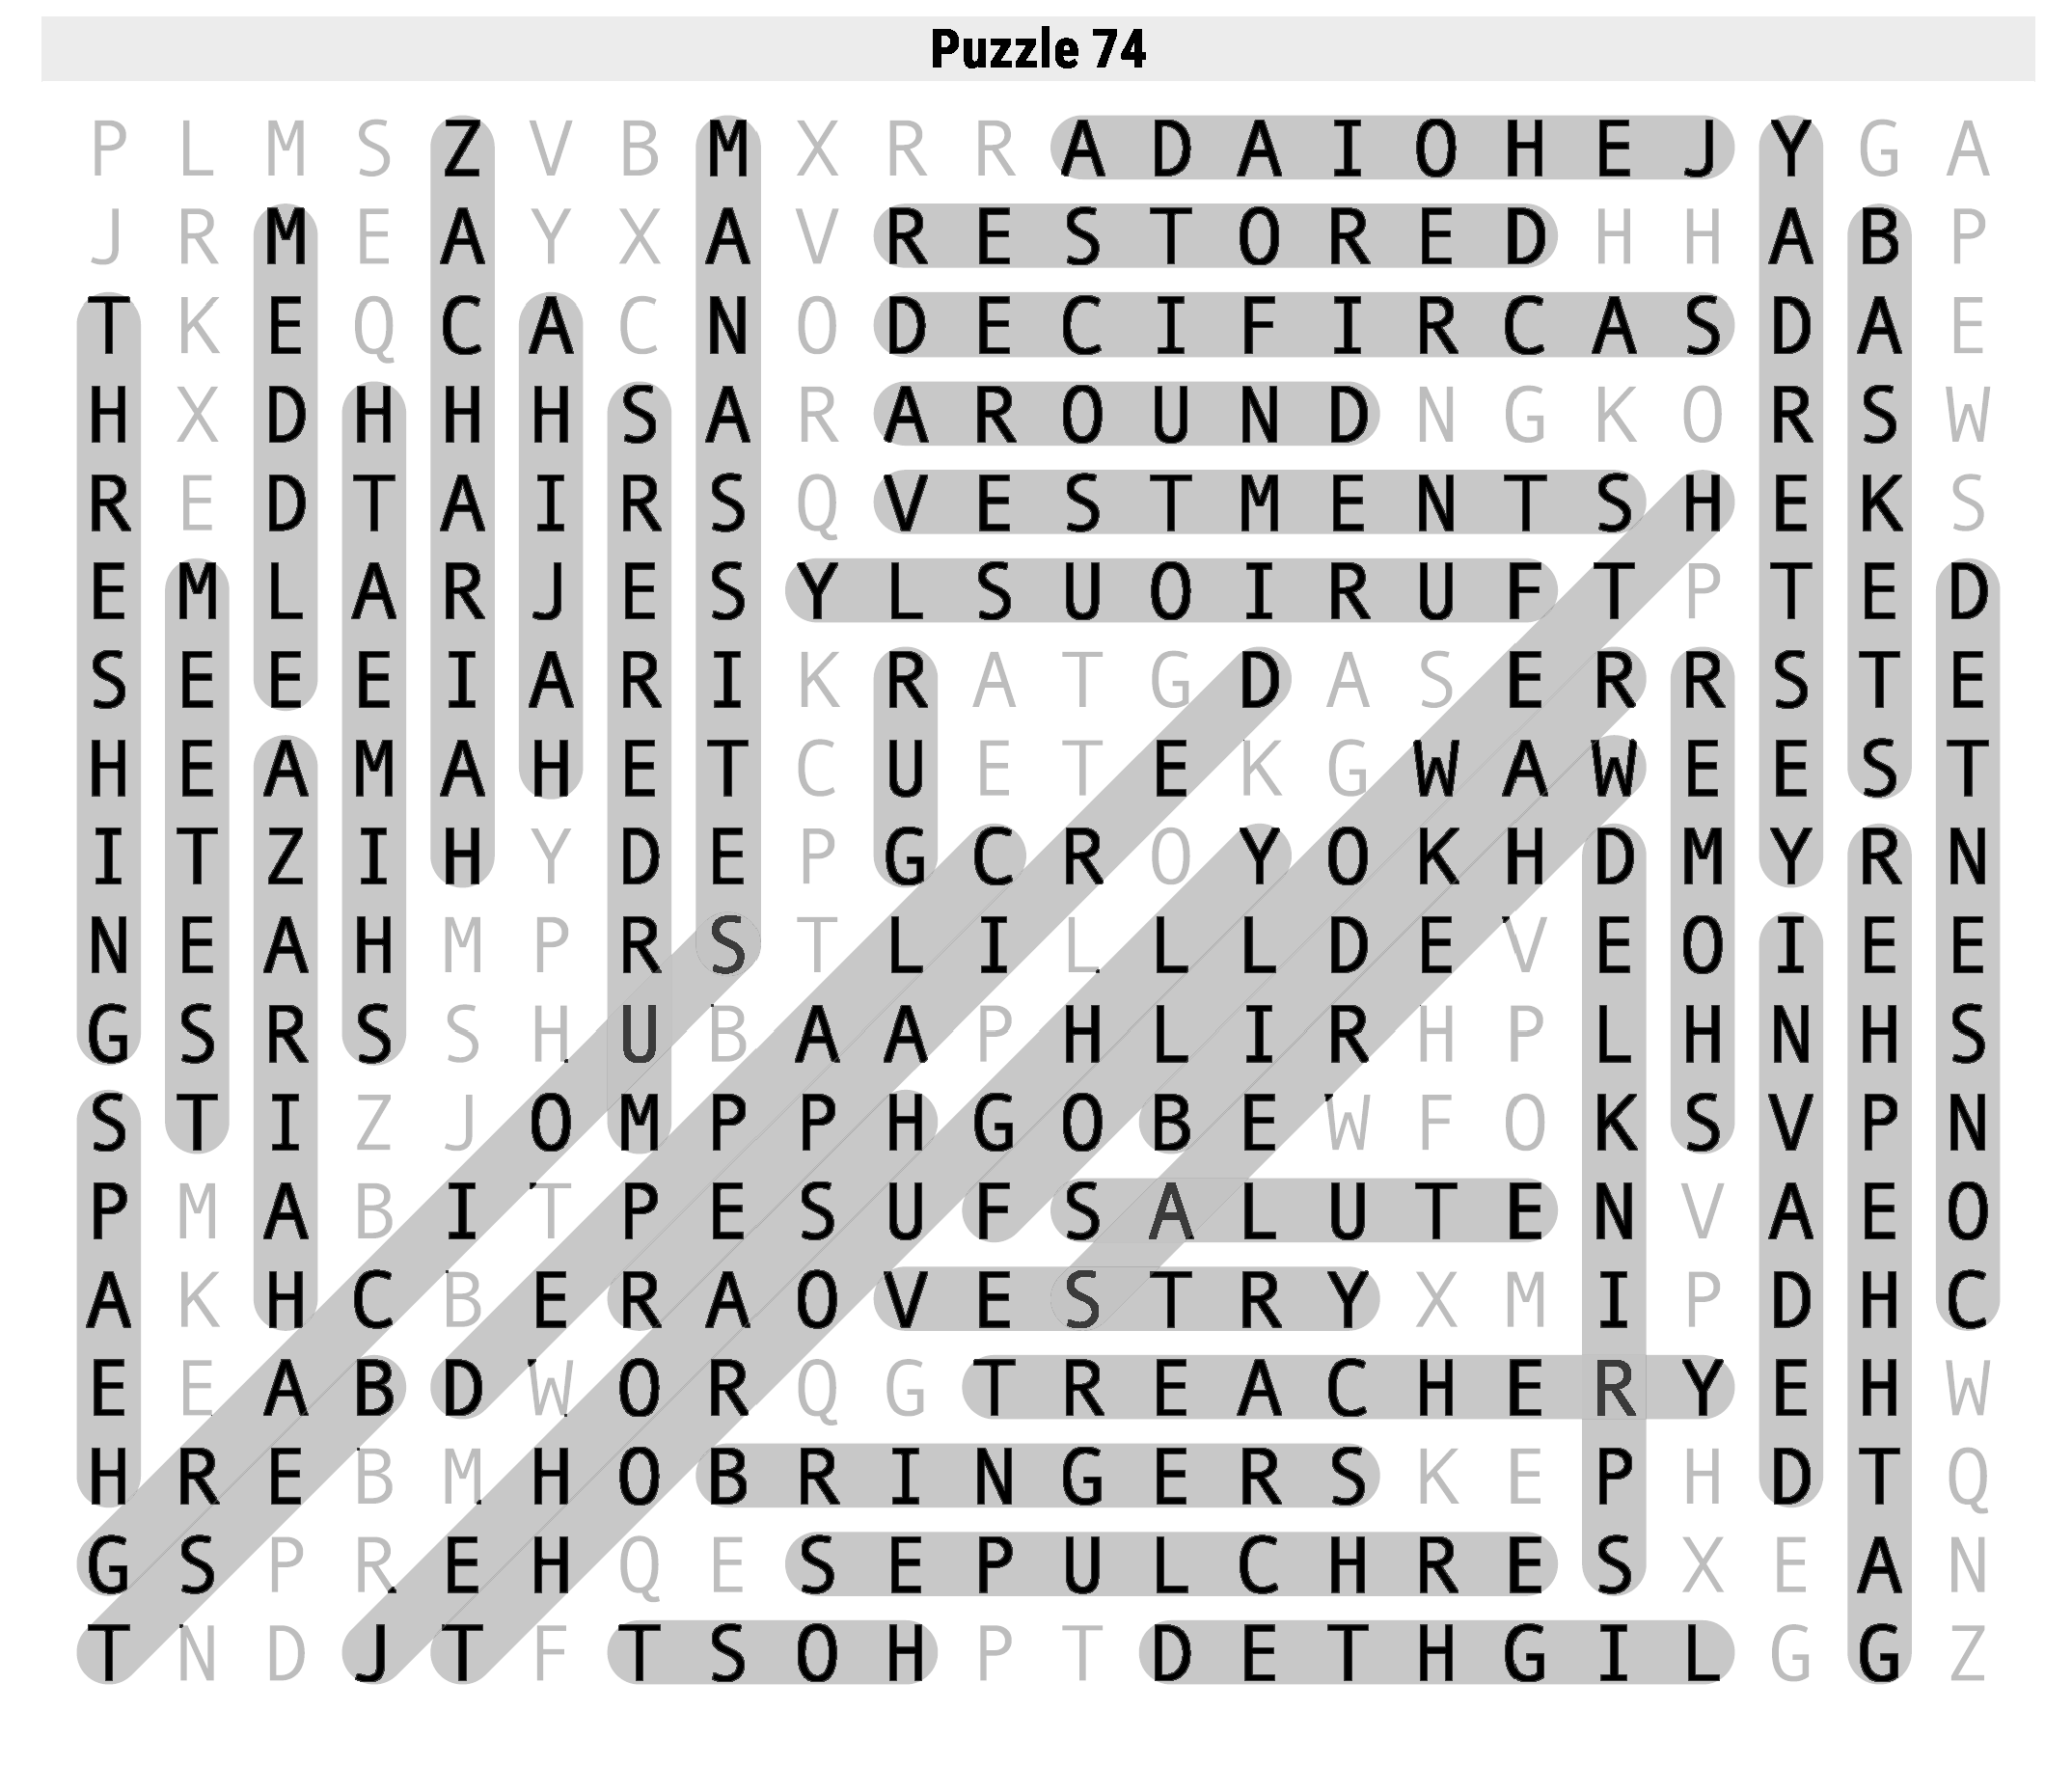 Puzzle 74
P L M S Z V B M X R R A D A I O H E J Y G A
J R M E A Y X A V R E S T O R E D H H A B P
T K E Q C A C N O D E C I F I R C A S D A E
H X D H H H S A R A R O U N D N G K O R S W
R E D T A I R S Q V E S T M E N T S H E K S
E M L A R J E S Y L S U O I R U F T P T E D
S E E E I A R I K R A T G D A S E R R S T E
H E A M A H E T C U E T E K G W A W E E S T
I T Z I H Y D E P G C R O Y O K H D M Y R N
N E A H M P R S T L I L L L D E V E O I E E
G S R S S H U B A A P H L I R H P L H N H S
S T I Z J O M P P H G O B E W F O K S V P N
P M A B I T P E S U F S A L U T E N V A E O
A K H C B E R A O V E S T R Y X M I P D H C
E E A B D W O R Q G T R E A C H E R Y E H W
H R E B M H O B R I N G E R S K E P H D T Q
G S P R E H Q E S E P U L C H R E S X E A N
T N D J T F T S O H P T D E T H G I L G G Z